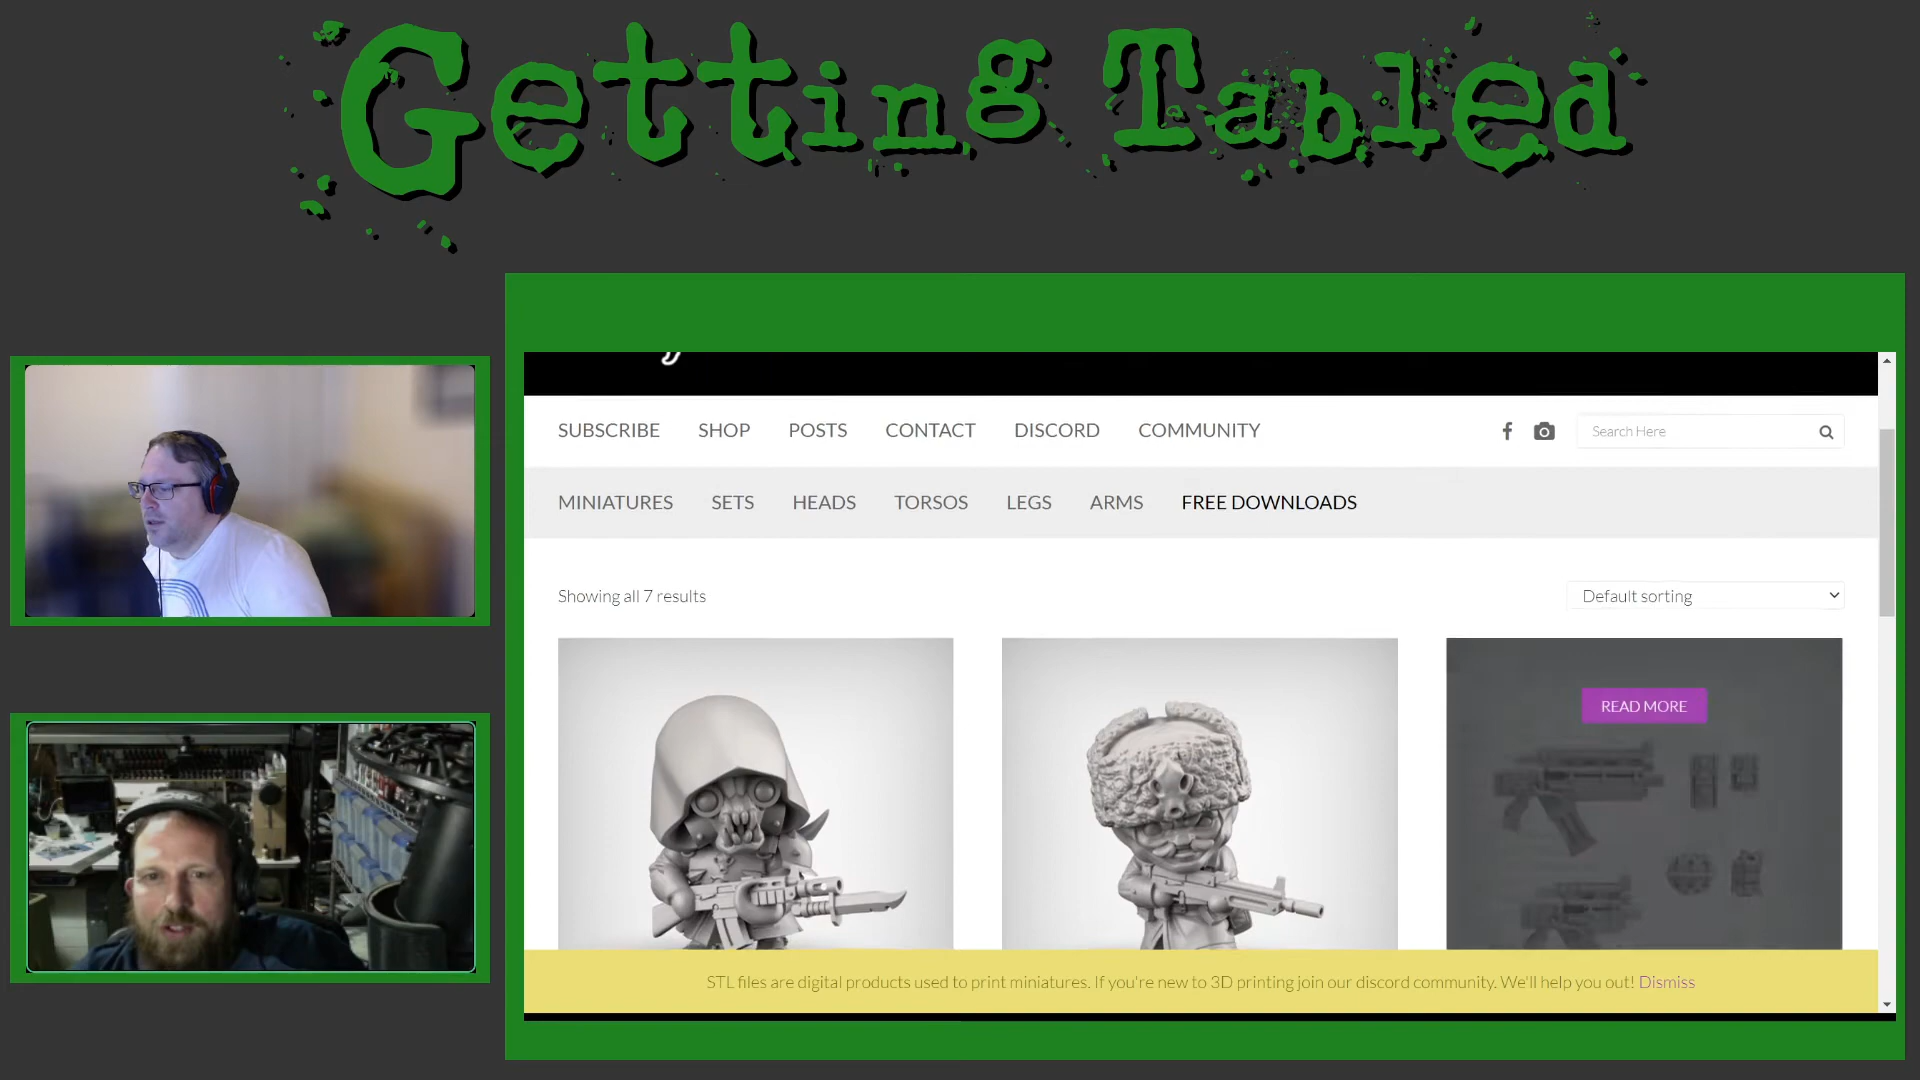 Getting Tabled
SUBSCRIBE SHOP POSTS CONTACT DISCORD COMMUNITY
Search Here
MINIATURES SETS HEADS TORSOS LEGS ARMS FREE DOWNLOADS
Showing all 7 results
Default sorting
READ MORE
STL files are digital products used to print miniatures. If you're new to 3D printing join our discord community. We'll help you out! Dismiss